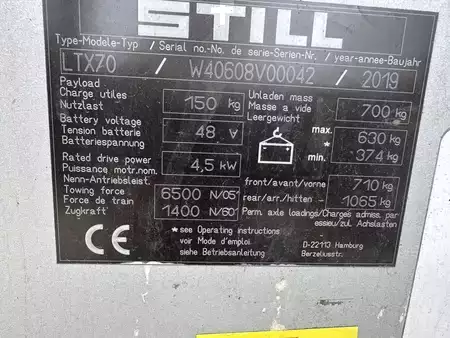 STILL
Type-Modele-Typ / Serial no.-No. de serie-Serien-Nr. / year-annee-Baujahr
LTX70 / W40608V00042 / 2019
Payload
Charge utiles
Nutzlast 150 kg
Unladen mass
Masse a vide
Leergewicht 700 kg
Battery voltage
Tension batterie
Batteriespannung 48 V
max. 630 kg
*
min. 374 kg
Rated drive power
Puissance motr.nom.
Nenn-Antriebsleist. 4,5 kW
front/avant/vorne 710 kg
rear/arr./hitten 1065 kg
Towing force
Force de train
Zugkraft
6500 N/05'
1400 N/60'
Perm. axle loadings/Charges admiss. par
essieu/zul. Achslasten
CE
* see Operating instructions
voir Mode d'emploi
siehe Betriebsanleitung
D-22113 Hamburg
Berzeliusstr.